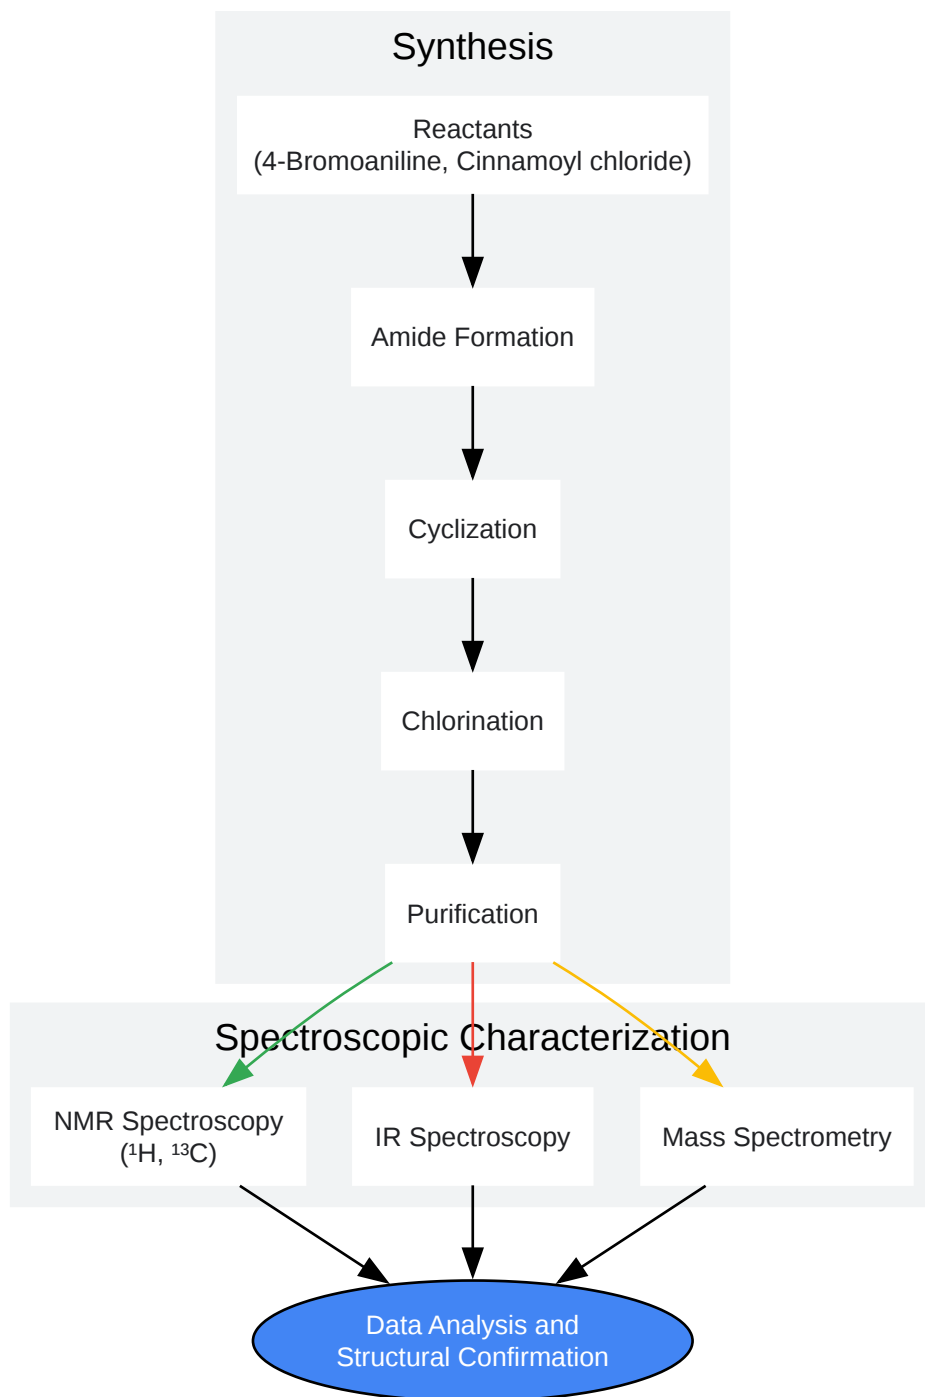 Synthesis
Reactants
(4-Bromoaniline, Cinnamoyl chloride)
Amide Formation
Cyclization
Chlorination
Purification
Spectroscopic Characterization
NMR Spectroscopy
(¹H, ¹³C)
IR Spectroscopy
Mass Spectrometry
Data Analysis and
Structural Confirmation